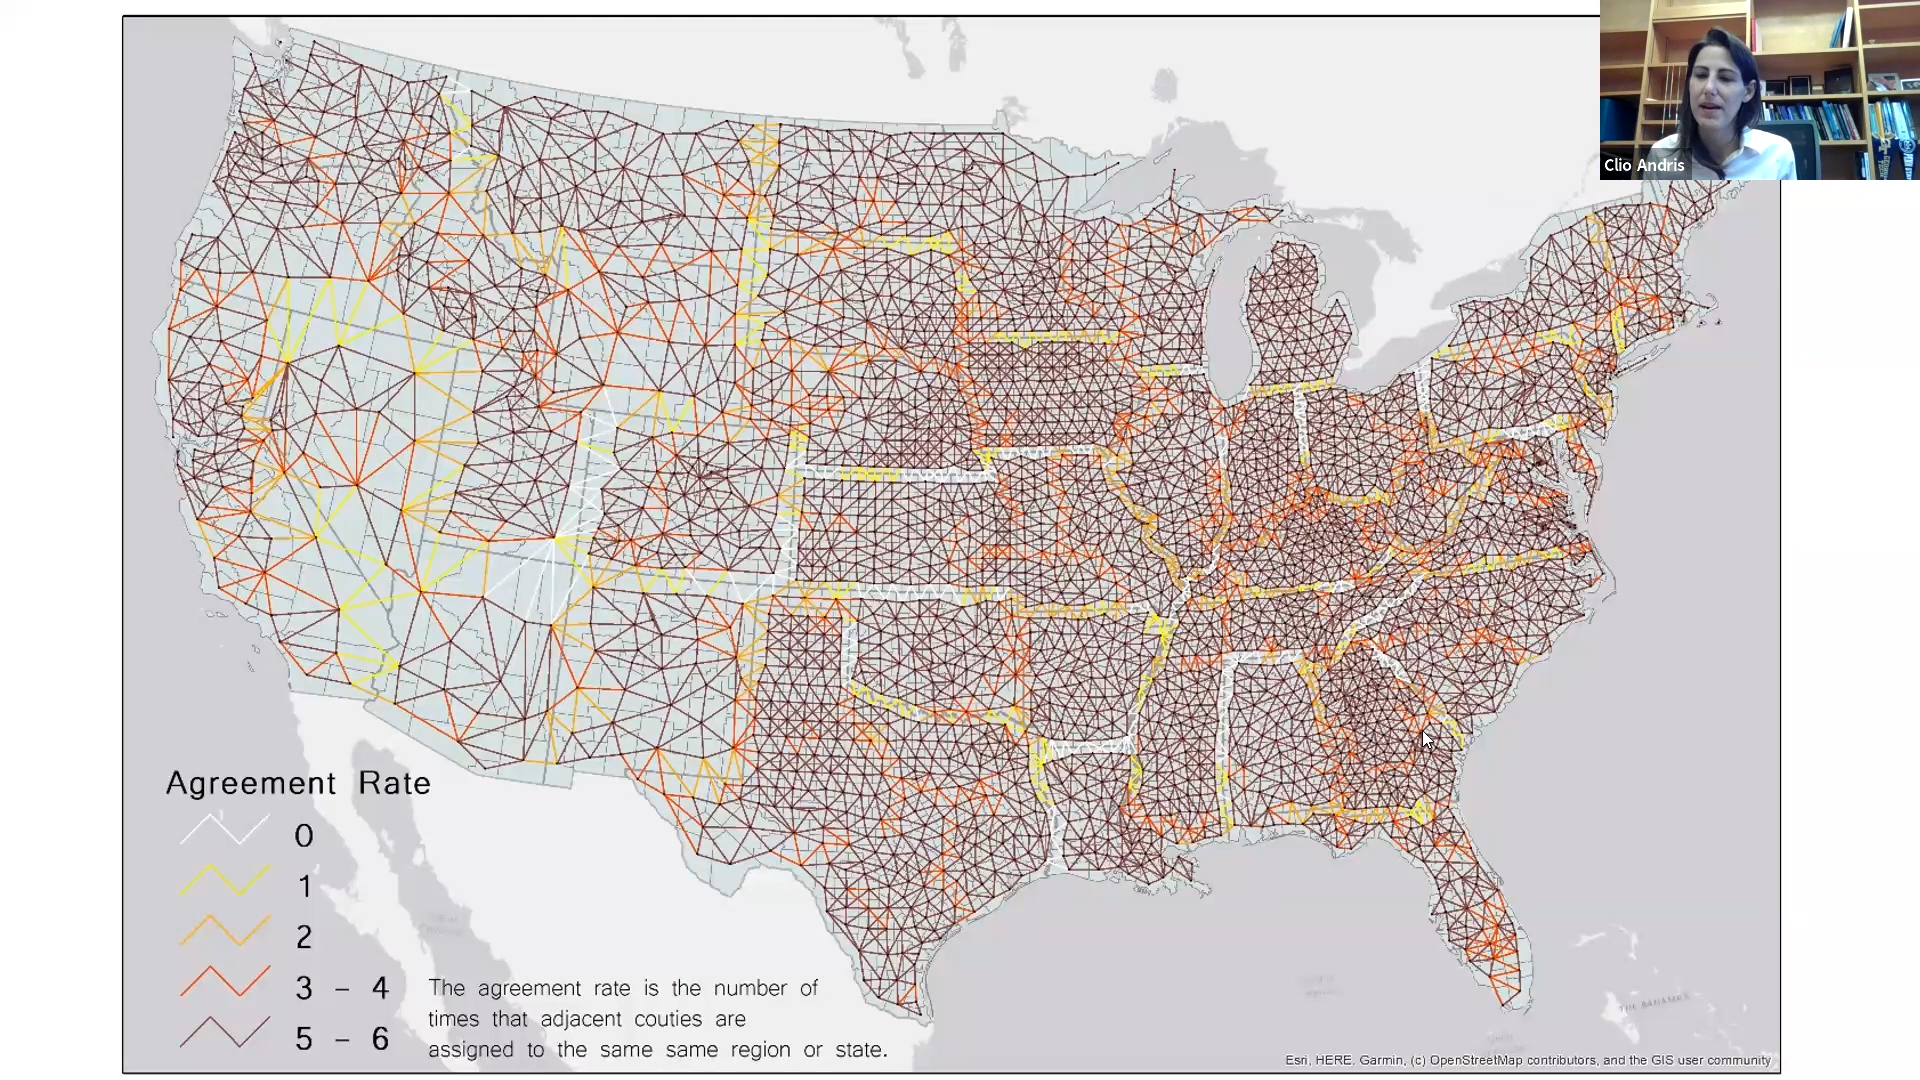 Clio Andris
Agreement Rate
0
1
2
3 - 4
5 - 6
The agreement rate is the number of
times that adjacent couties are
assigned to the same same region or state.
THE BAHAMAS
Esri, HERE, Garmin, (c) OpenStreetMap contributors, and the GIS user community